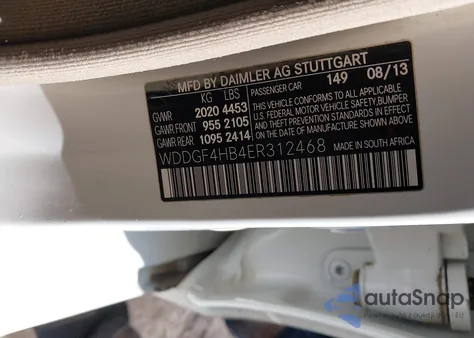 MFD BY DAIMLER AG STUTTGART
KG LBS PASSENGER CAR 149 08/13
GVWR 2020 4453
GAWR FRONT 955 2105
GAWR REAR 1095 2414
THIS VEHICLE CONFORMS TO ALL APPLICABLE
U.S. FEDERAL MOTOR VEHICLE SAFETY, BUMPER
AND THEFT PREVENTION STANDARDS IN EFFECT
ON THE DATE OF MANUFACTURE SHOWN ABOVE.
WDDGF4HB4ER312468 MADE IN SOUTH AFRICA
autaSnap